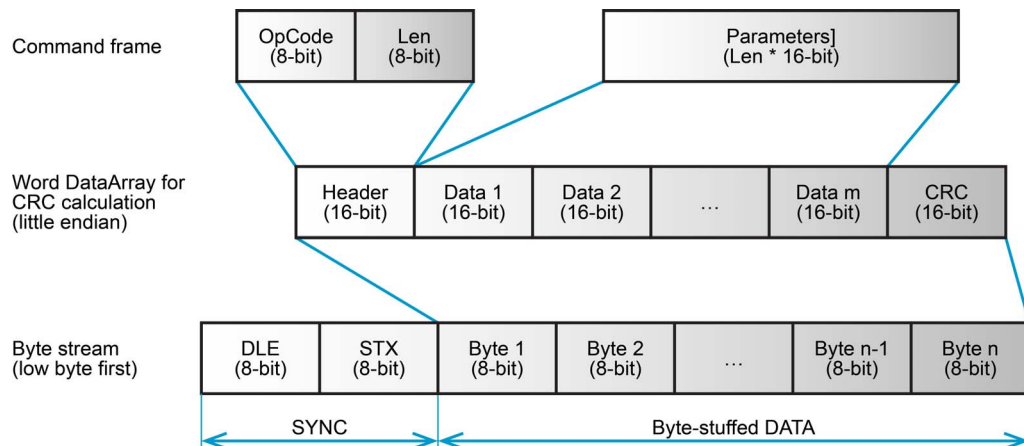 Command frame
OpCode
(8-bit)
Len
(8-bit)
Parameters]
(Len * 16-bit)
Word DataArray for
CRC calculation
(little endian)
Header
(16-bit)
Data 1
(16-bit)
Data 2
(16-bit)
...
Data m
(16-bit)
CRC
(16-bit)
Byte stream
(low byte first)
DLE
(8-bit)
STX
(8-bit)
Byte 1
(8-bit)
Byte 2
(8-bit)
...
Byte n-1
(8-bit)
Byte n
(8-bit)
SYNC
Byte-stuffed DATA